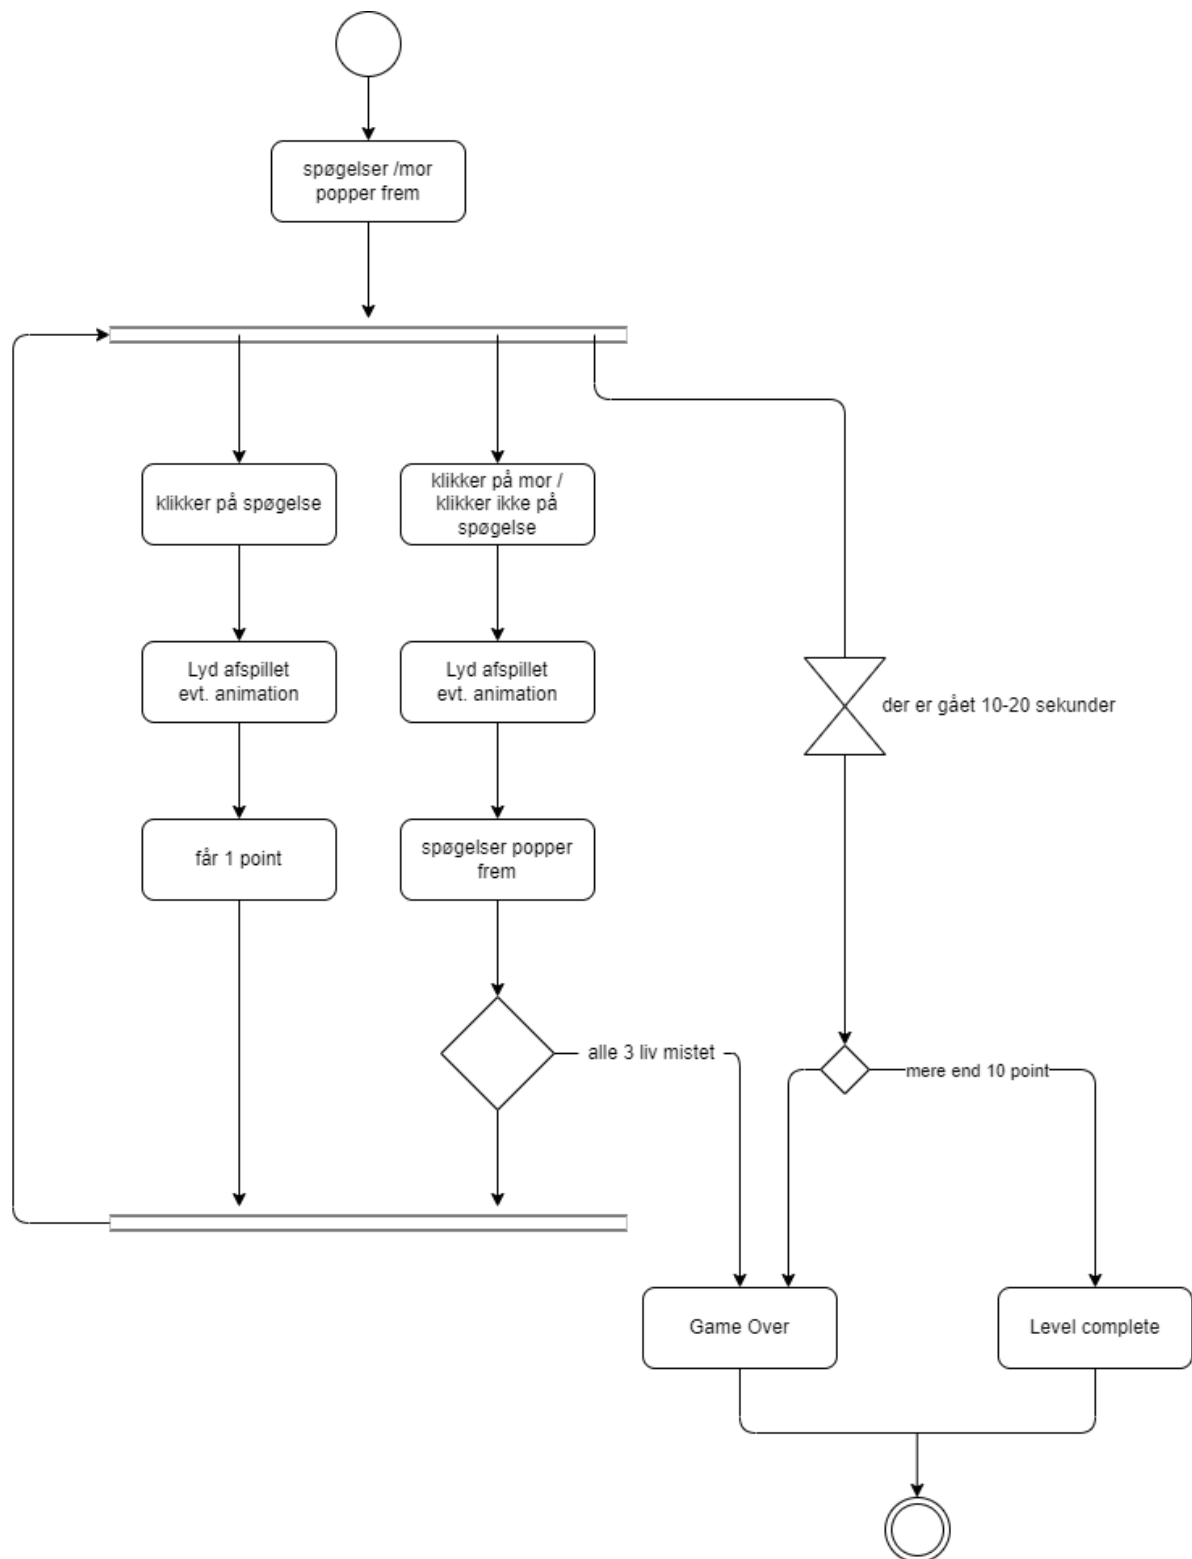 spøgelser /mor
popper frem
klikker på spøgelse
klikker på mor /
klikker ikke på
spøgelse
Lyd afspillet
evt. animation
Lyd afspillet
evt. animation
der er gået 10-20 sekunder
får 1 point
spøgelser popper
frem
alle 3 liv mistet
mere end 10 point
Game Over
Level complete